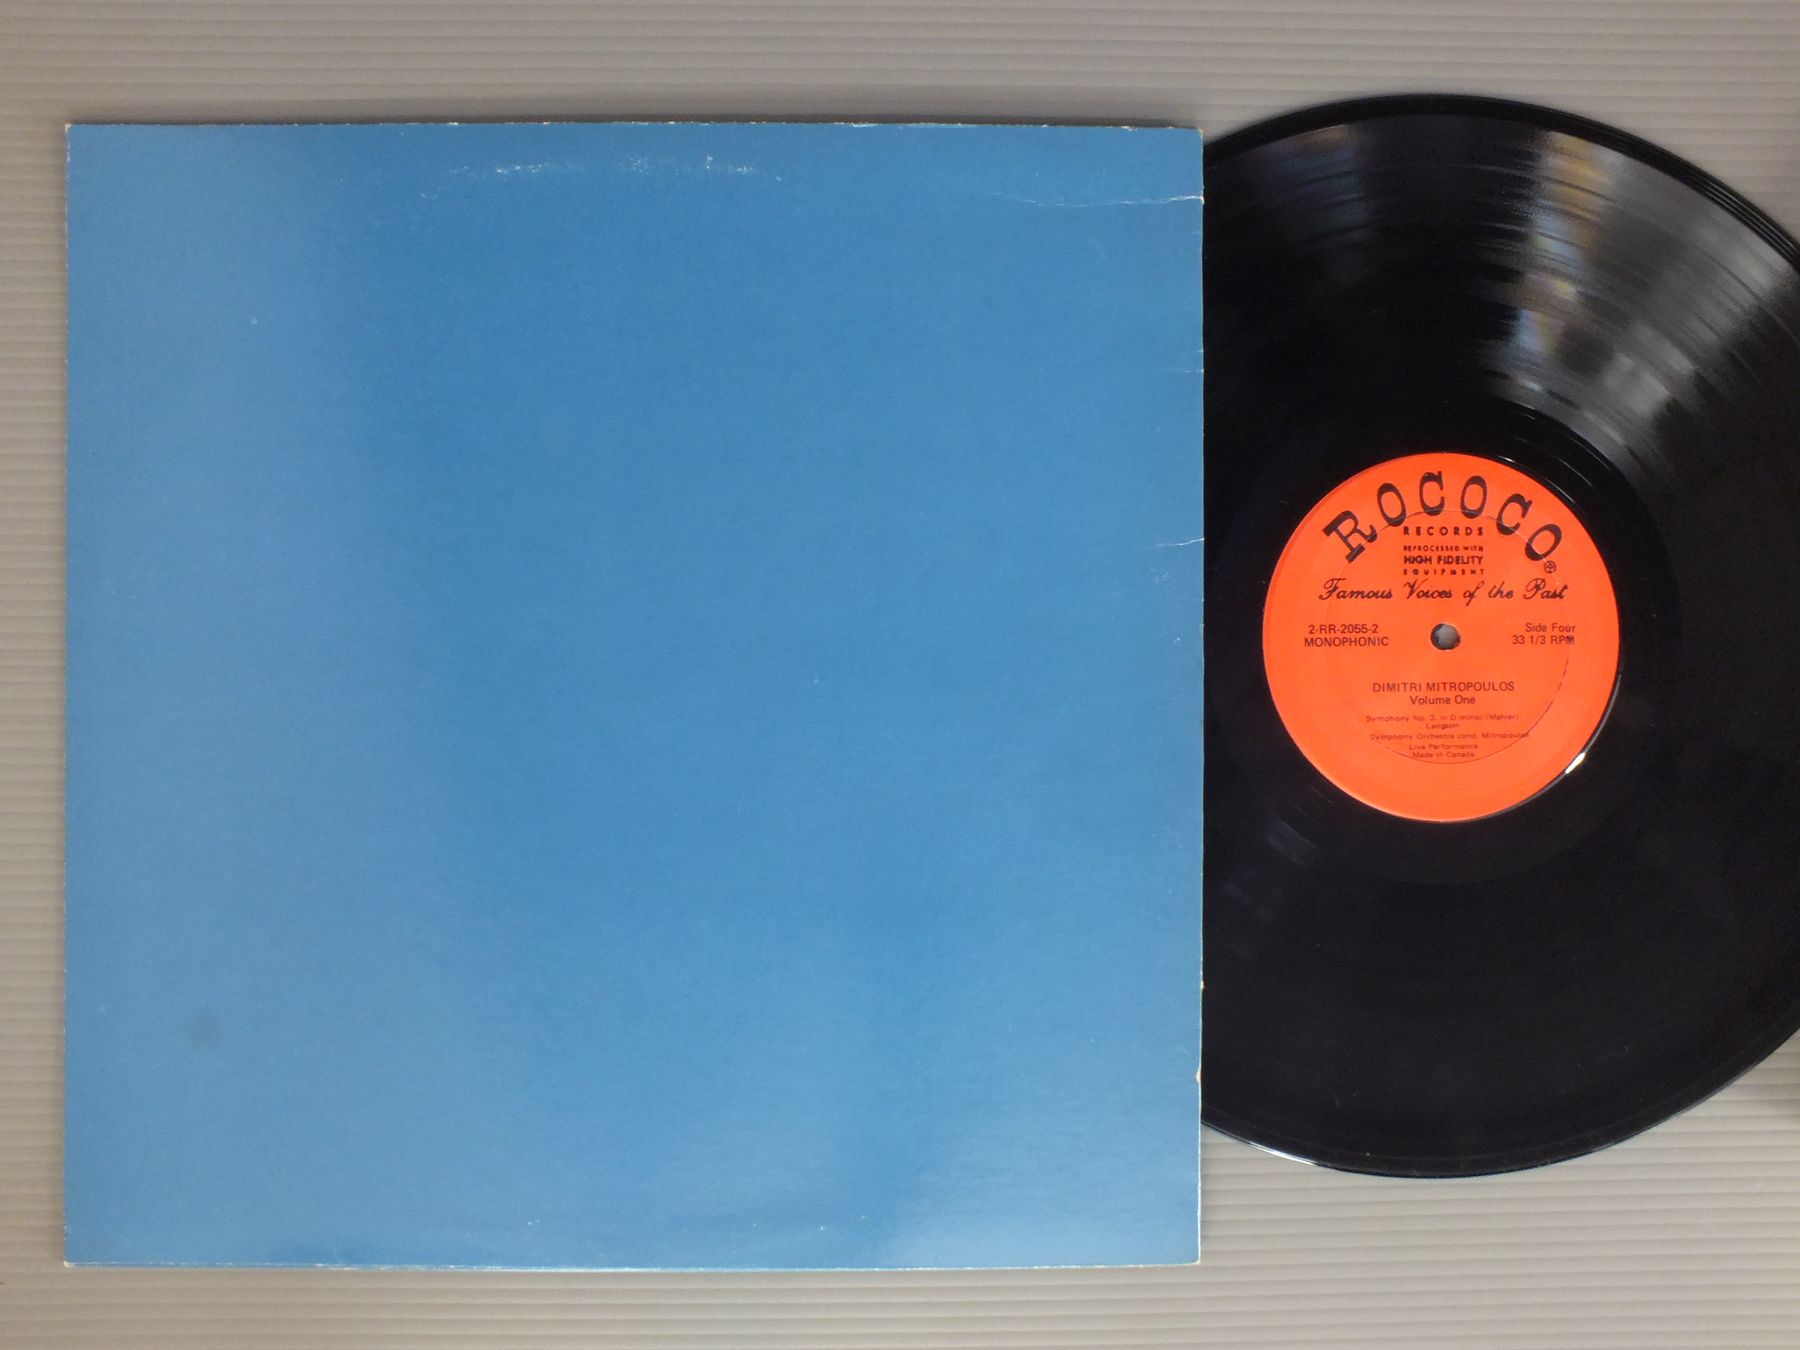 ROCOCO
RECORDS
REPROCESSED WITH
HIGH FIDELITY
EQUIPMENT
Famous Voices of the Past
2-RR-2055-2
MONOPHONIC
Side Four
33 1/3 RPM
DIMITRI MITROPOULOS
Volume One
Symphony No. 3, in D minor (Mahler)
Langsam
Symphony Orchestra cond. Mitropoulos
Live Performance
Made in Canada